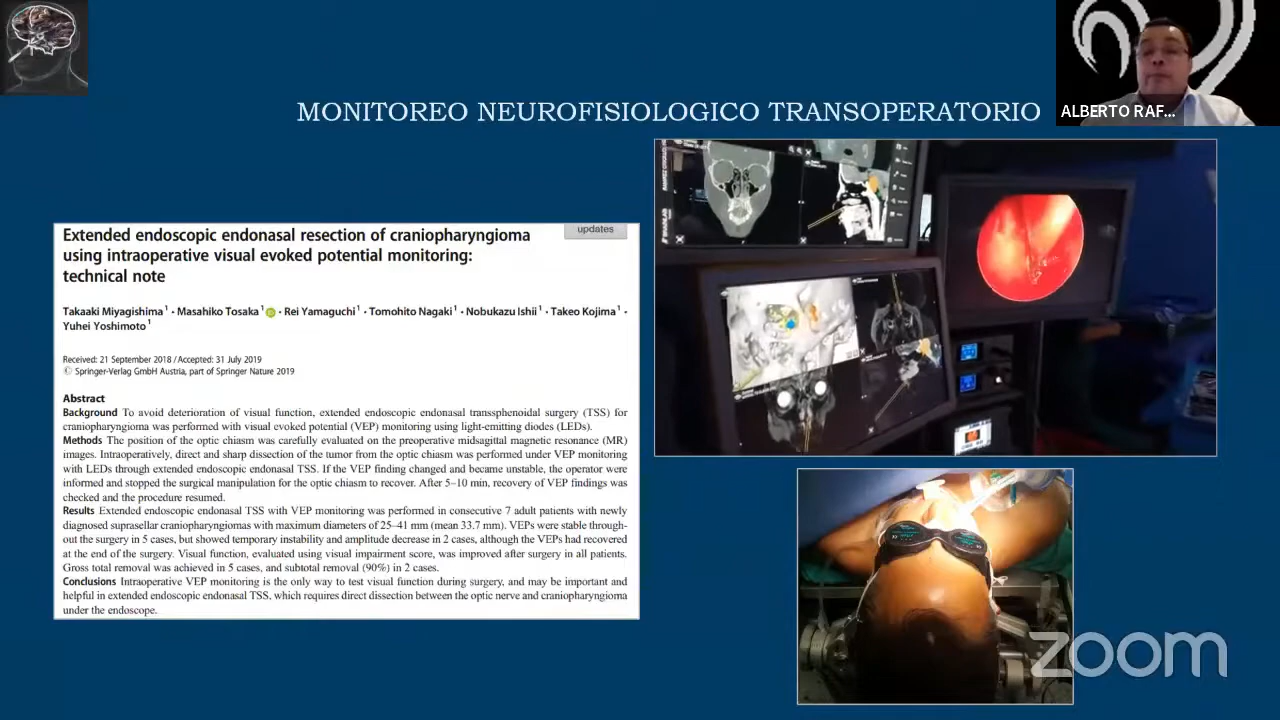 MONITOREO NEUROFISIOLOGICO TRANSOPERATORIO
ALBERTO RAF...
updates
Extended endoscopic endonasal resection of craniopharyngioma
using intraoperative visual evoked potential monitoring:
technical note
Takaaki Miyagishima¹ · Masahiko Tosaka¹ · Rei Yamaguchi¹ · Tomohito Nagaki¹ · Nobukazu Ishii¹ · Takeo Kojima¹ ·
Yuhei Yoshimoto¹
Received: 21 September 2018 / Accepted: 31 July 2019
© Springer-Verlag GmbH Austria, part of Springer Nature 2019
Abstract
Background To avoid deterioration of visual function, extended endoscopic endonasal transsphenoidal surgery (TSS) for
craniopharyngioma was performed with visual evoked potential (VEP) monitoring using light-emitting diodes (LEDs).
Methods The position of the optic chiasm was carefully evaluated on the preoperative midsagittal magnetic resonance (MR)
images. Intraoperatively, direct and sharp dissection of the tumor from the optic chiasm was performed under VEP monitoring
with LEDs through extended endoscopic endonasal TSS. If the VEP finding changed and became unstable, the operator were
informed and stopped the surgical manipulation for the optic chiasm to recover. After 5–10 min, recovery of VEP findings was
checked and the procedure resumed.
Results Extended endoscopic endonasal TSS with VEP monitoring was performed in consecutive 7 adult patients with newly
diagnosed suprasellar craniopharyngiomas with maximum diameters of 25–41 mm (mean 33.7 mm). VEPs were stable through-
out the surgery in 5 cases, but showed temporary instability and amplitude decrease in 2 cases, although the VEPs had recovered
at the end of the surgery. Visual function, evaluated using visual impairment score, was improved after surgery in all patients.
Gross total removal was achieved in 5 cases, and subtotal removal (90%) in 2 cases.
Conclusions Intraoperative VEP monitoring is the only way to test visual function during surgery, and may be important and
helpful in extended endoscopic endonasal TSS, which requires direct dissection between the optic nerve and craniopharyngioma
under the endoscope.
zoom